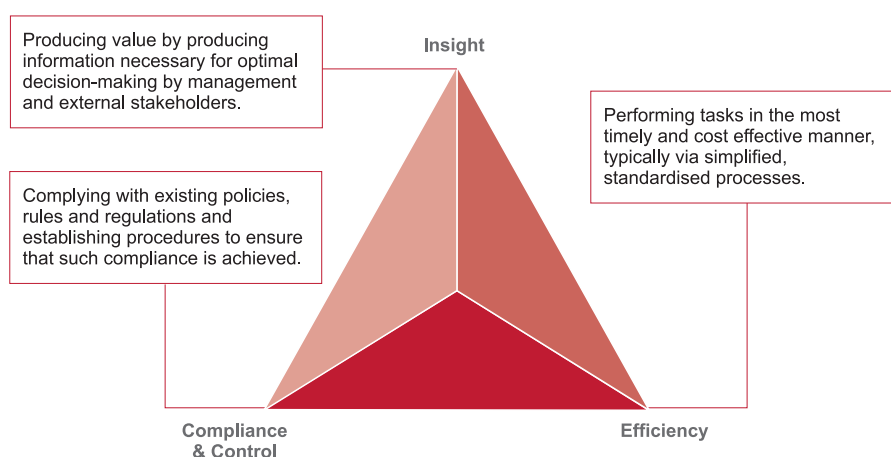 Insight
Producing value by producing
information necessary for optimal
decision-making by management
and external stakeholders.
Performing tasks in the most
timely and cost effective manner,
typically via simplified,
standardised processes.
Complying with existing policies,
rules and regulations and
establishing procedures to ensure
that such compliance is achieved.
Compliance
& Control
Efficiency